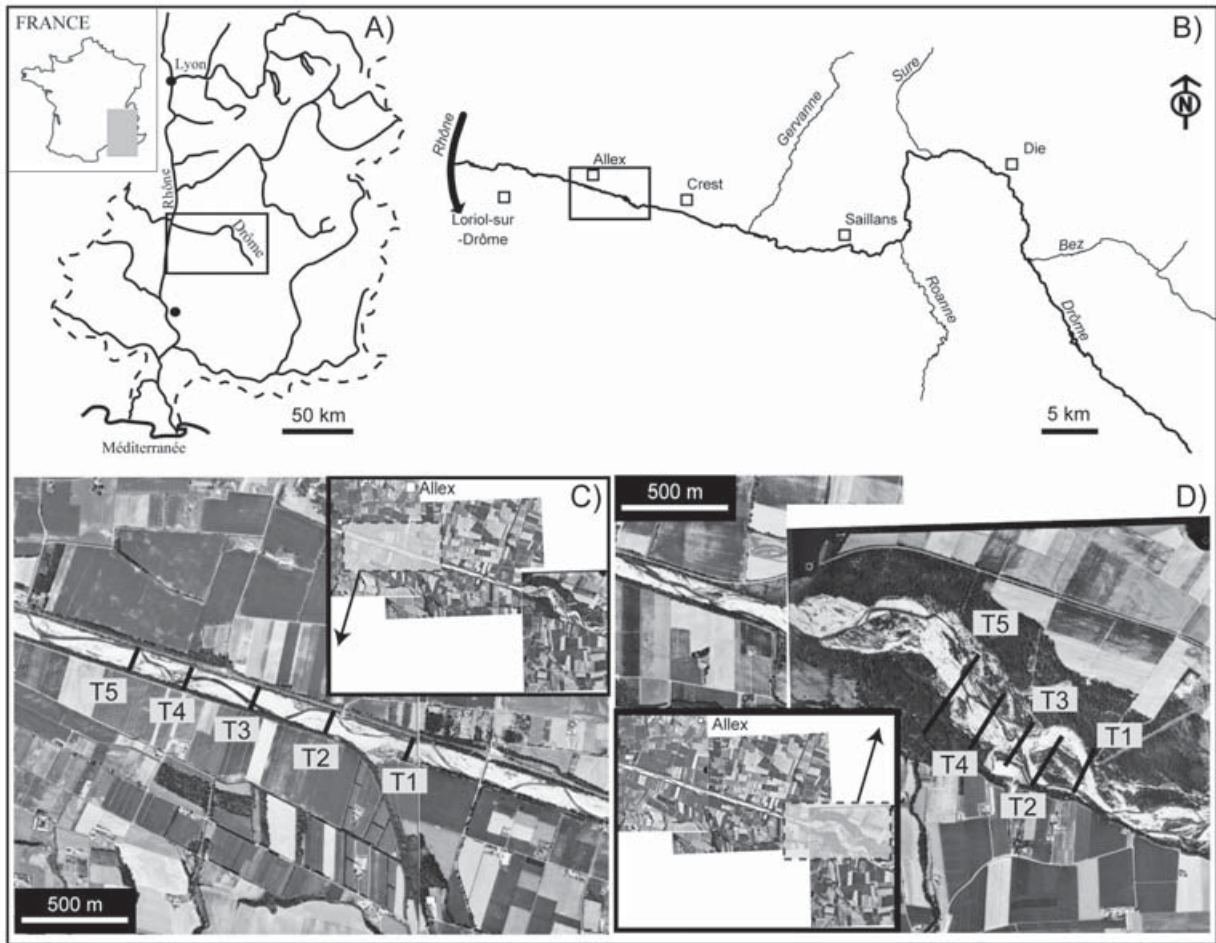 FRANCE
A)
Lyon
Rhône
Drôme
50 km
Méditerranée
B)
N
Rhône
Allex
Loriol-sur
-Drôme
Crest
Gervanne
Sure
Die
Saillans
Bez
Roanne
Drôme
5 km
C)
Allex
T5
T4
T3
T2
T1
500 m
D)
500 m
T5
T3
T1
T4
T2
Allex